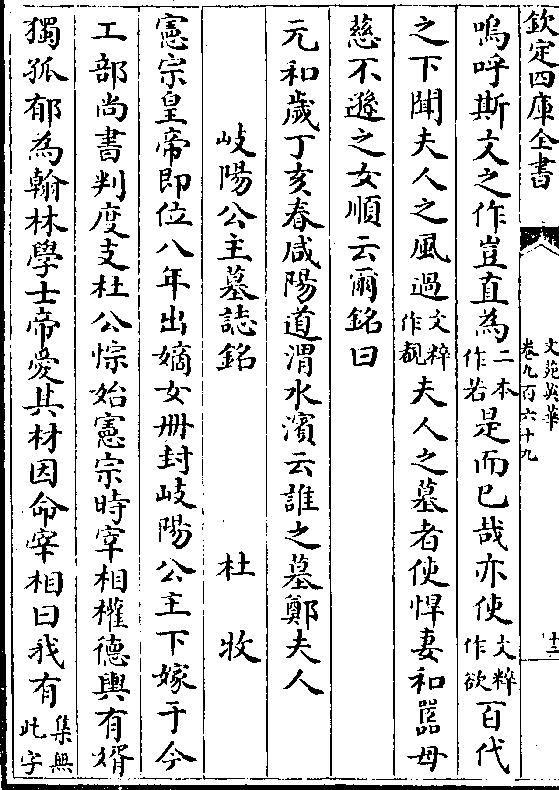 欽定四庫全書
文苑英華
卷九百六十九
十三
嗚呼斯文之作豈直為二本作若是而已哉亦使文粹作欲百代
之下聞夫人之風過文粹作覩夫人之墓者使悍妻和嚚母
慈不遜之女順云爾銘曰
元和歲丁亥春咸陽道渭水濱云誰之墓鄭夫人
岐陽公主墓誌銘 杜牧
憲宗皇帝即位八年出嫡女冊封岐陽公主下嫁于今
工部尚書判度支杜公悰始憲宗時宰相權德輿有婿
獨孤郁為翰林學士帝愛其材因命宰相曰我有集無此字